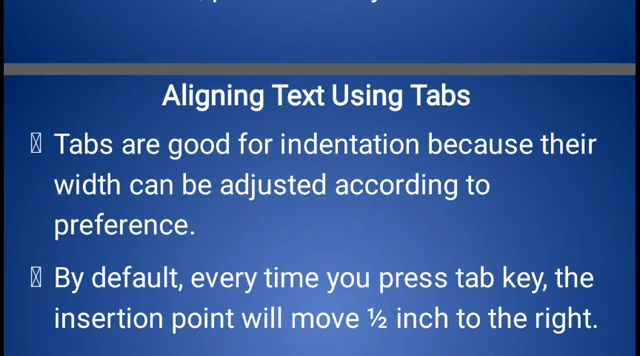 Aligning Text Using Tabs
Tabs are good for indentation because their
width can be adjusted according to
preference.
By default, every time you press tab key, the
insertion point will move ½ inch to the right.